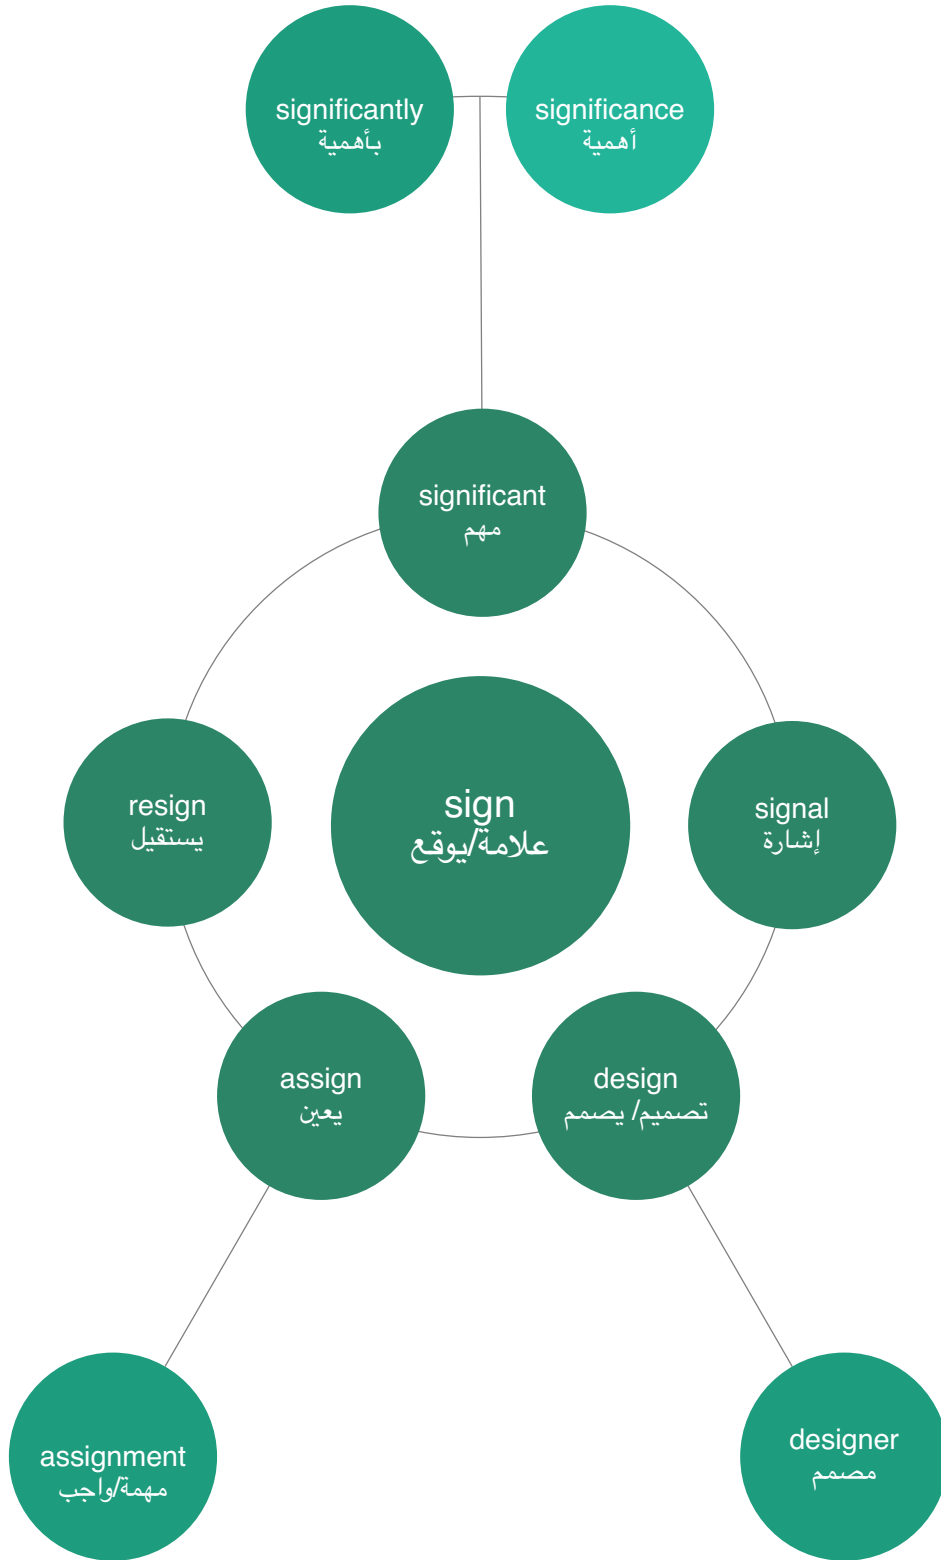 significantly
بأهمية
significance
أهمية
significant
مهم
resign
يستقيل
sign
علامة/يوقع
signal
إشارة
assign
يعين
design
تصميم/ يصمم
assignment
مهمة/واجب
designer
مصمم